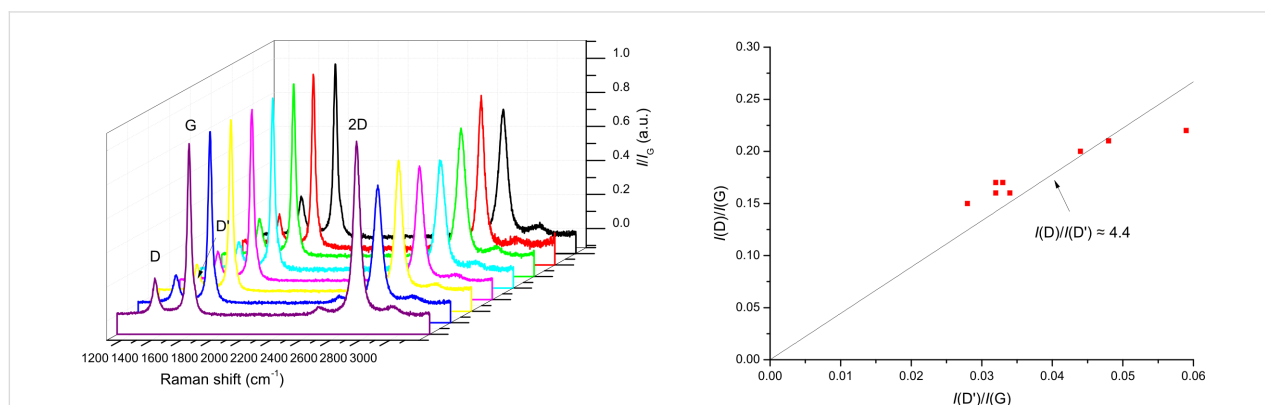 1.0
0.8
0.6
0.4
0.2
0.0
I/I_G (a.u.)
G
2D
D'
D
1200 1400 1600 1800 2000 2200 2400 2600 2800 3000
Raman shift (cm⁻¹)
0.30
0.25
0.20
0.15
0.10
0.05
0.00
I(D)/I(G)
I(D)/I(D') ≈ 4.4
0.00 0.01 0.02 0.03 0.04 0.05 0.06
I(D')/I(G)